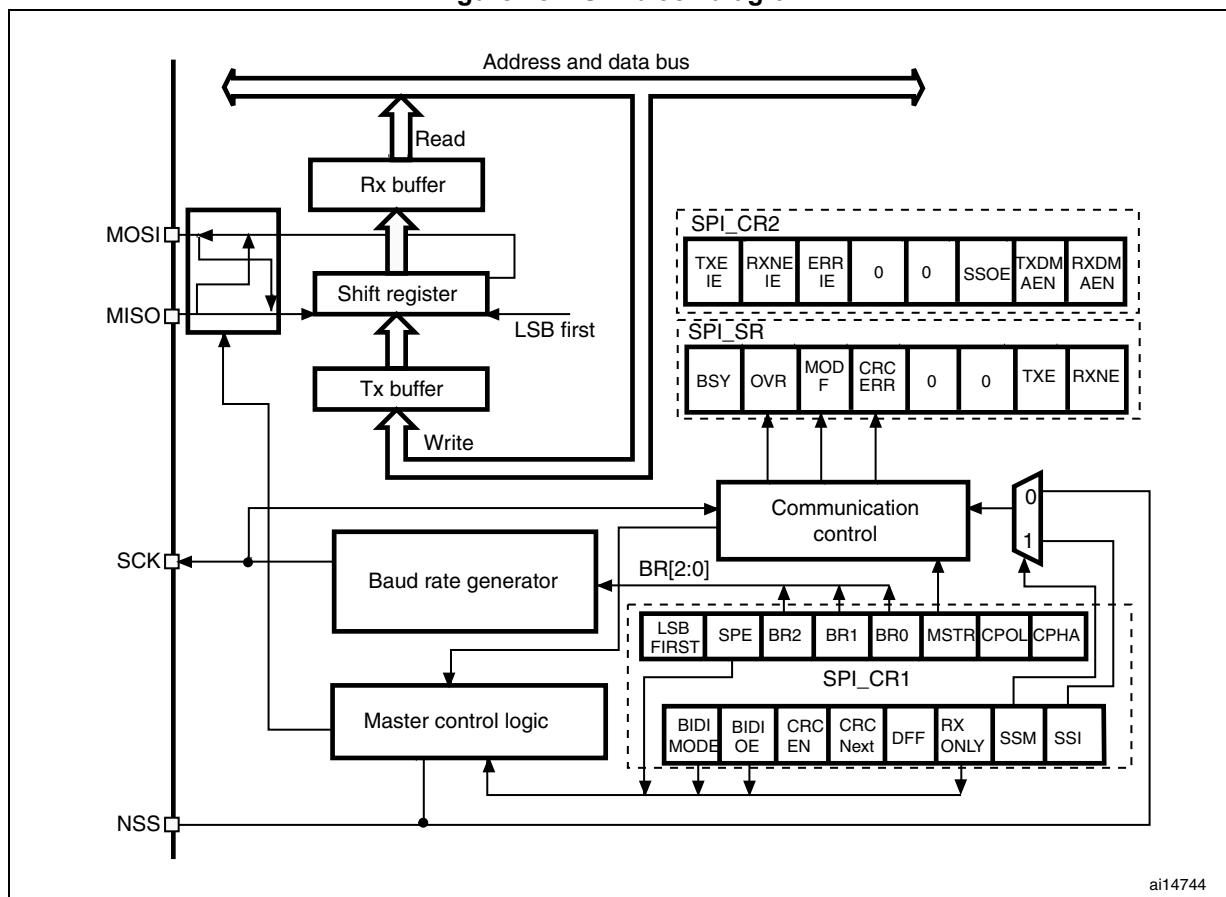 Address and data bus
Read
Rx buffer
MOSI
SPI_CR2
TXE IE RXNE IE ERR IE 0 0 SSOE TXDM AEN RXDM AEN
Shift register
MISO
LSB first
SPI_SR
BSY OVR MOD F CRC ERR 0 0 TXE RXNE
Tx buffer
Write
Communication
control
0
1
SCK
Baud rate generator
BR[2:0]
LSB FIRST SPE BR2 BR1 BR0 MSTR CPOL CPHA
SPI_CR1
Master control logic
BIDI MODE BIDI OE CRC EN CRC Next DFF RX ONLY SSM SSI
NSS
ai14744